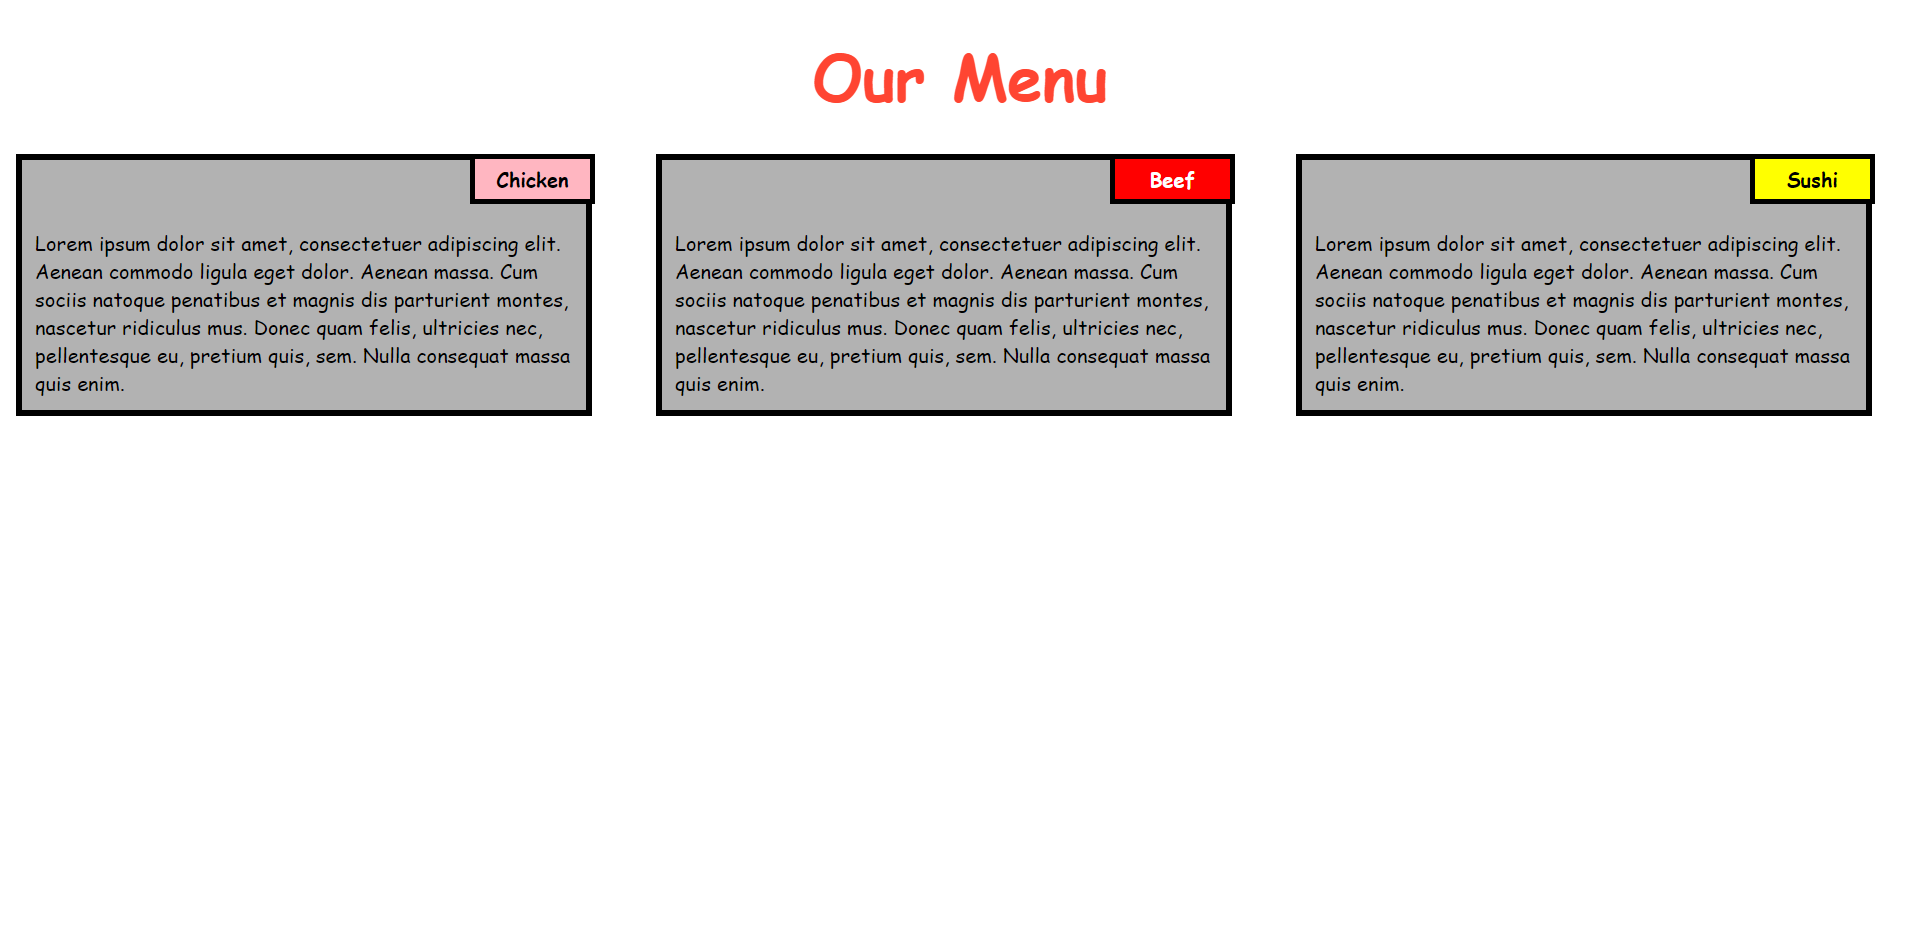 Our Menu
Chicken
Lorem ipsum dolor sit amet, consectetuer adipiscing elit.
Aenean commodo ligula eget dolor. Aenean massa. Cum
sociis natoque penatibus et magnis dis parturient montes,
nascetur ridiculus mus. Donec quam felis, ultricies nec,
pellentesque eu, pretium quis, sem. Nulla consequat massa
quis enim.
Beef
Lorem ipsum dolor sit amet, consectetuer adipiscing elit.
Aenean commodo ligula eget dolor. Aenean massa. Cum
sociis natoque penatibus et magnis dis parturient montes,
nascetur ridiculus mus. Donec quam felis, ultricies nec,
pellentesque eu, pretium quis, sem. Nulla consequat massa
quis enim.
Sushi
Lorem ipsum dolor sit amet, consectetuer adipiscing elit.
Aenean commodo ligula eget dolor. Aenean massa. Cum
sociis natoque penatibus et magnis dis parturient montes,
nascetur ridiculus mus. Donec quam felis, ultricies nec,
pellentesque eu, pretium quis, sem. Nulla consequat massa
quis enim.